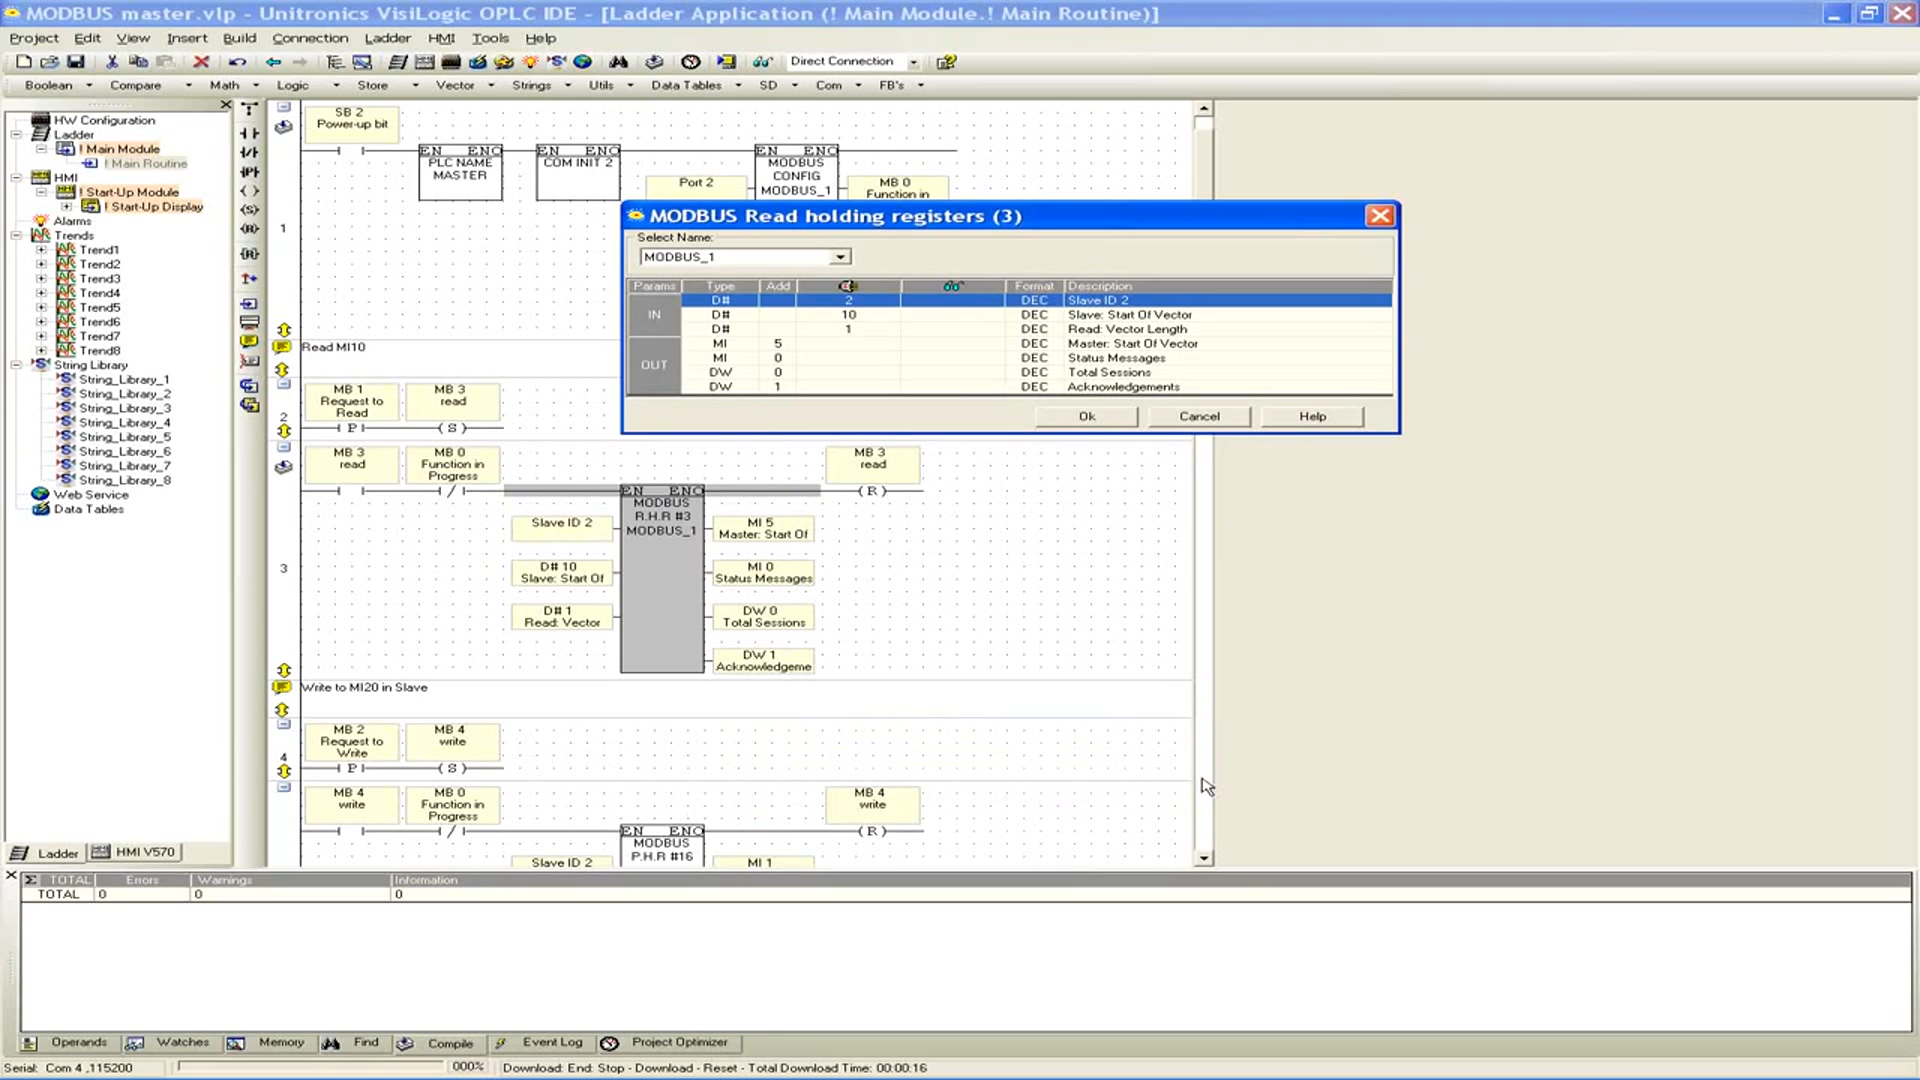 MODBUS master.vlp - Unitronics VisiLogic OPLC IDE - [Ladder Application (! Main Module.! Main Routine)]
Project Edit View Insert Build Connection Ladder HMI Tools Help
Direct Connection
Boolean Compare Math Logic Store Vector Strings Utils Data Tables SD Com FB's
HW Configuration
Ladder
! Main Module
! Main Routine
HMI
! Start-Up Module
! Start-Up Display
Alarms
Trends
Trend1
Trend2
Trend3
Trend4
Trend5
Trend6
Trend7
Trend8
String Library
String_Library_1
String_Library_2
String_Library_3
String_Library_4
String_Library_5
String_Library_6
String_Library_7
String_Library_8
Web Service
Data Tables
Ladder HMI V570
SB 2
Power-up bit
EN ENO
PLC NAME
MASTER
EN ENO
COM INIT 2
Port 2
EN ENO
MODBUS
CONFIG
MODBUS_1
MB 0
Function in
1
MODBUS Read holding registers (3)
Select Name:
MODBUS_1
Params Type Add Format Description
IN
D# 2 DEC Slave ID 2
D# 10 DEC Slave: Start Of Vector
D# 1 DEC Read: Vector Length
OUT
MI 5 DEC Master: Start Of Vector
MI 0 DEC Status Messages
DW 0 DEC Total Sessions
DW 1 DEC Acknowledgements
Ok Cancel Help
Read MI10
2
MB 1
Request to
Read
P
MB 3
read
S
3
MB 3
read
MB 0
Function in
Progress
EN ENO
MODBUS
R.H.R #3
MODBUS_1
MB 3
read
R
Slave ID 2
D# 10
Slave: Start Of
D# 1
Read: Vector
MI 5
Master: Start Of
MI 0
Status Messages
DW 0
Total Sessions
DW 1
Acknowledgeme
Write to MI20 in Slave
4
MB 2
Request to
Write
P
MB 4
write
S
MB 4
write
MB 0
Function in
Progress
EN ENO
MODBUS
P.H.R #16
MB 4
write
R
Slave ID 2
MI 1
TOTAL Errors Warnings Information
TOTAL 0 0 0
Operands Watches Memory Find Compile Event Log Project Optimizer
Serial: Com 4 ,115200 000% Download: End: Stop - Download - Reset - Total Download Time: 00:00:16